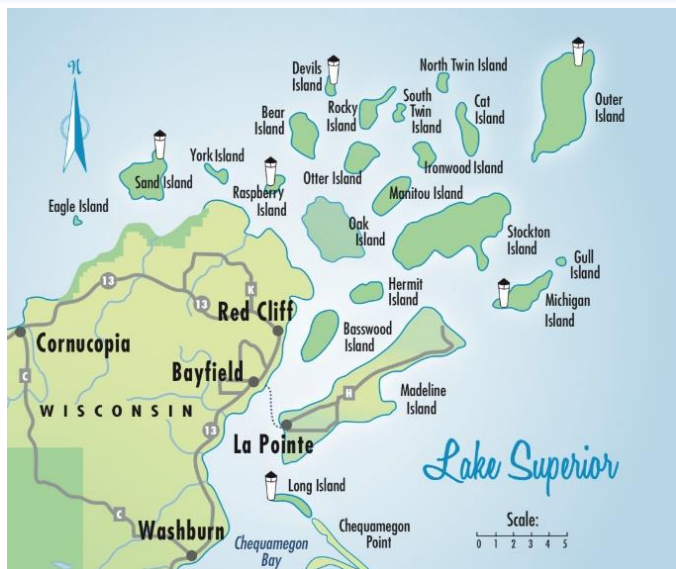 N
Devils
Island
North Twin Island
Rocky
Island
South
Twin
Island
Cat
Island
Outer
Island
Bear
Island
York Island
Sand Island
Raspberry
Island
Otter Island
Ironwood Island
Manitou Island
Eagle Island
Oak
Island
Stockton
Island
Gull
Island
Michigan
Island
Hermit
Island
13
K
13
Red Cliff
Basswood
Island
Cornucopia
Bayfield
C
H
Madeline
Island
WISCONSIN
13
La Pointe
Lake Superior
Long Island
C
Washburn
Chequamegon
Point
Chequamegon
Bay
Scale:
0 1 2 3 4 5